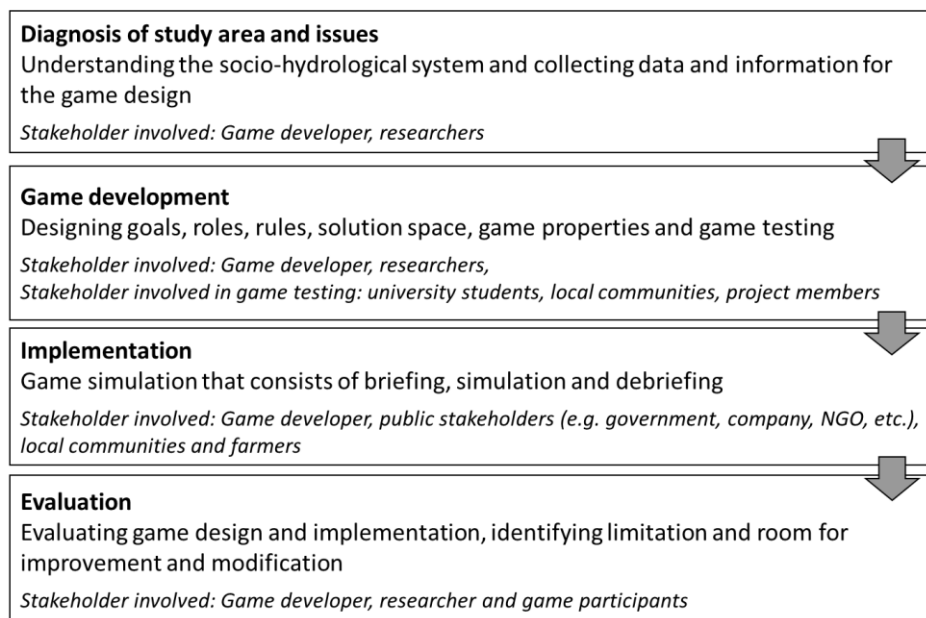 Diagnosis of study area and issues
Understanding the socio-hydrological system and collecting data and information for
the game design
Stakeholder involved: Game developer, researchers
Game development
Designing goals, roles, rules, solution space, game properties and game testing
Stakeholder involved: Game developer, researchers,
Stakeholder involved in game testing: university students, local communities, project members
Implementation
Game simulation that consists of briefing, simulation and debriefing
Stakeholder involved: Game developer, public stakeholders (e.g. government, company, NGO, etc.),
local communities and farmers
Evaluation
Evaluating game design and implementation, identifying limitation and room for
improvement and modification
Stakeholder involved: Game developer, researcher and game participants